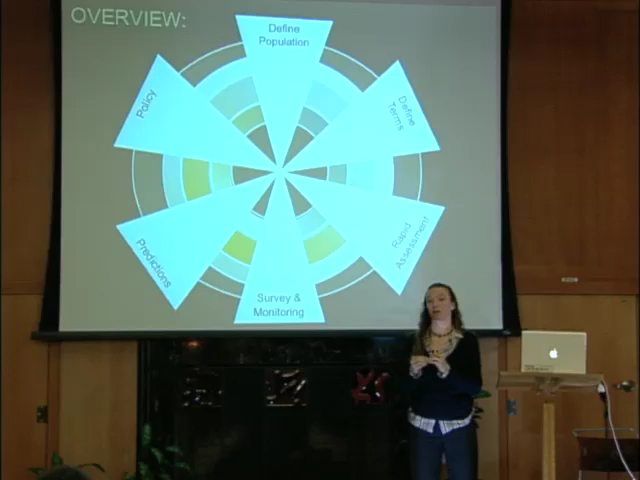 OVERVIEW:
Define
Population
Define
Terms
Rapid
Assessment
Survey &
Monitoring
Predictions
Policy